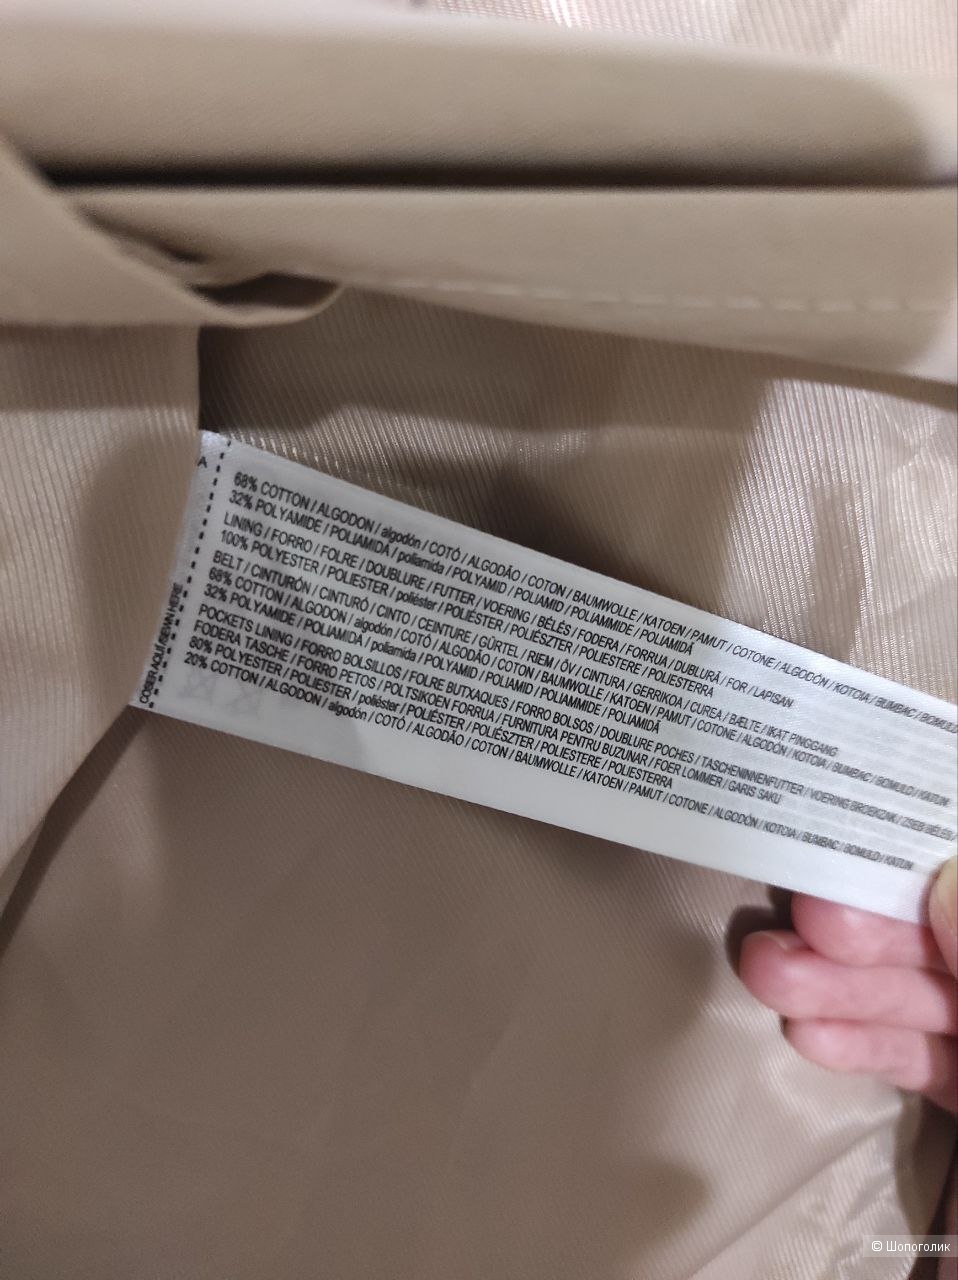 A
COSER AQUÍ/SEWN HERE
68% COTTON / ALGODON / algodón / COTÓ / ALGODÃO / COTON / BAUMWOLLE / KATOEN / PAMUT / COTONE / ALGODÓN / KOTOIA / BUMBAC / BOMULD
32% POLYAMIDE / POLIAMIDA / poliamida / POLYAMID / POLIAMID / POLIAMMIDE / POLIAMIDĂ
LINING / FORRO / FOLRE / DOUBLURE / FUTTER / VOERING / BÉLÉS / FODERA / FORRUA / DUBLURĂ / FOR / LAPISAN
100% POLYESTER / POLIESTER / poliéster / POLIÉSTER / POLIÉSZTER / POLIESTERE / POLIESTERRA
BELT / CINTURÓN / CINTURÓ / CINTO / CEINTURE / GÜRTEL / RIEM / ÖV / CINTURA / GERRIKOA / CUREA / BÆLTE / IKAT PINGGANG
68% COTTON / ALGODON / algodón / COTÓ / ALGODÃO / COTON / BAUMWOLLE / KATOEN / PAMUT / COTONE / ALGODÓN / KOTOIA / BUMBAC / BOMULD / KATUN
32% POLYAMIDE / POLIAMIDA / poliamida / POLYAMID / POLIAMID / POLIAMMIDE / POLIAMIDĂ
POCKETS LINING / FORRO BOLSILLOS / FOLRE BUTXAQUES / FORRO BOLSOS / DOUBLURE POCHES / TASCHENINNENFUTTER / VOERING BROEKZAK / ZSEB BÉLÉS /
FODERA TASCHE / FORRO PETOS / POLTSIKOEN FORRUA / FURNITURA PENTRU BUZUNAR / FOER LOMMER / GARIS SAKU
80% POLYESTER / POLIESTER / poliéster / POLIÉSTER / POLIÉSZTER / POLIESTERE / POLIESTERRA
20% COTTON / ALGODON / algodón / COTÓ / ALGODÃO / COTON / BAUMWOLLE / KATOEN / PAMUT / COTONE / ALGODÓN / KOTOIA / BUMBAC / BOMULD / KATUN
© Шопоголик